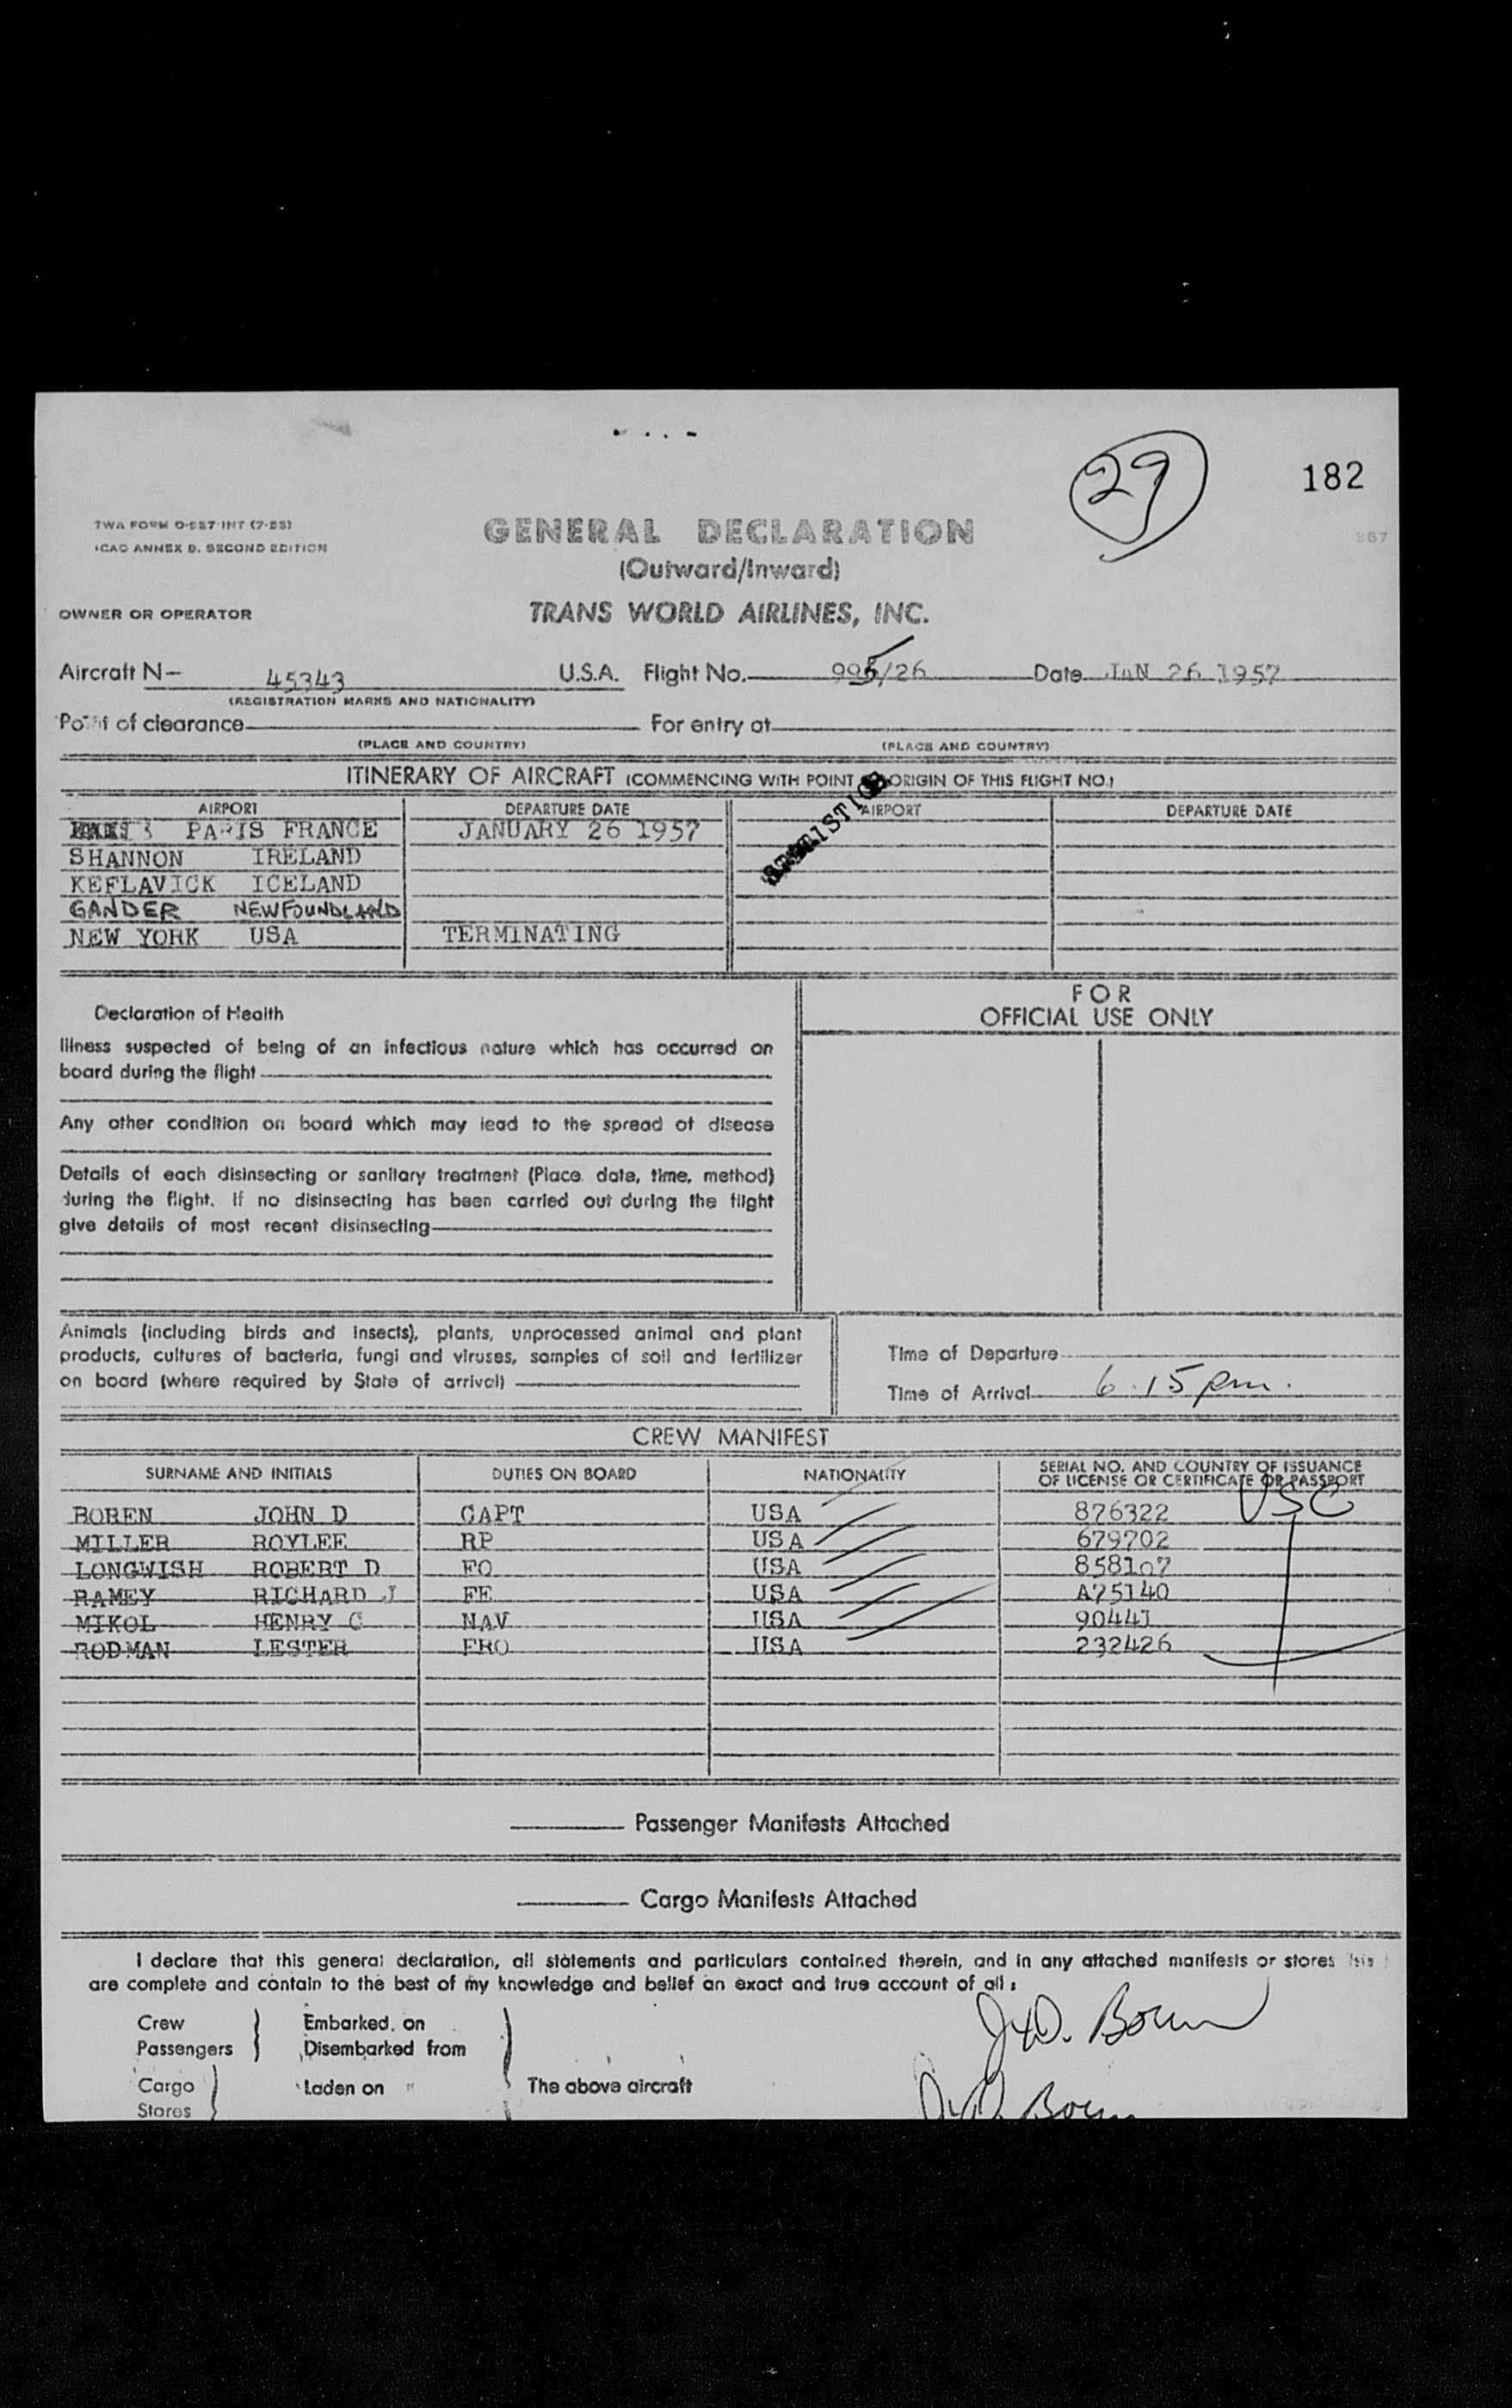 29
182
TWA FORM O-927-INT (7-55)
ICAO ANNEX 9, SECOND EDITION
GENERAL DECLARATION
(Outward/Inward)
OWNER OR OPERATOR TRANS WORLD AIRLINES, INC.
Aircraft N- 45343 U.S.A. Flight No. 995/26 Date JAN 26 1957
(REGISTRATION MARKS AND NATIONALITY)
Point of clearance For entry at
(PLACE AND COUNTRY) (PLACE AND COUNTRY)
ITINERARY OF AIRCRAFT (COMMENCING WITH POINT ORIGIN OF THIS FLIGHT NO.)
STATISTICS
AIRPORT DEPARTURE DATE AIRPORT DEPARTURE DATE
PARIS FRANCE JANUARY 26 1957
SHANNON IRELAND
KEFLAVICK ICELAND
GANDER NEWFOUNDLAND
NEW YORK USA TERMINATING
Declaration of Health
FOR
OFFICIAL USE ONLY
Illness suspected of being of an infectious nature which has occurred on
board during the flight
Any other condition on board which may lead to the spread of disease
Details of each disinsecting or sanitary treatment (Place, date, time, method)
during the flight. If no disinsecting has been carried out during the flight
give details of most recent disinsecting
Animals (including birds and insects), plants, unprocessed animal and plant
products, cultures of bacteria, fungi and viruses, samples of soil and fertilizer
on board (where required by State of arrival)
Time of Departure
Time of Arrival 6.15 pm.
CREW MANIFEST
SURNAME AND INITIALS DUTIES ON BOARD NATIONALITY SERIAL NO. AND COUNTRY OF ISSUANCE
OF LICENSE OR CERTIFICATE OR PASSPORT
USC
BOREN JOHN D CAPT USA 876322
MILLER ROYLEE RP USA 679702
LONGWISH ROBERT D FO USA 858107
RAMEY RICHARD J FE USA A75140
MIKOL HENRY C NAV USA 90441
RODMAN LESTER FRO USA 232426
Passenger Manifests Attached
Cargo Manifests Attached
I declare that this general declaration, all statements and particulars contained therein, and in any attached manifests or stores lists
are complete and contain to the best of my knowledge and belief an exact and true account of all:
Crew Embarked on
Passengers Disembarked from
Cargo Laden on " The above aircraft
Stores
J.D. Boren
J.D. Boren